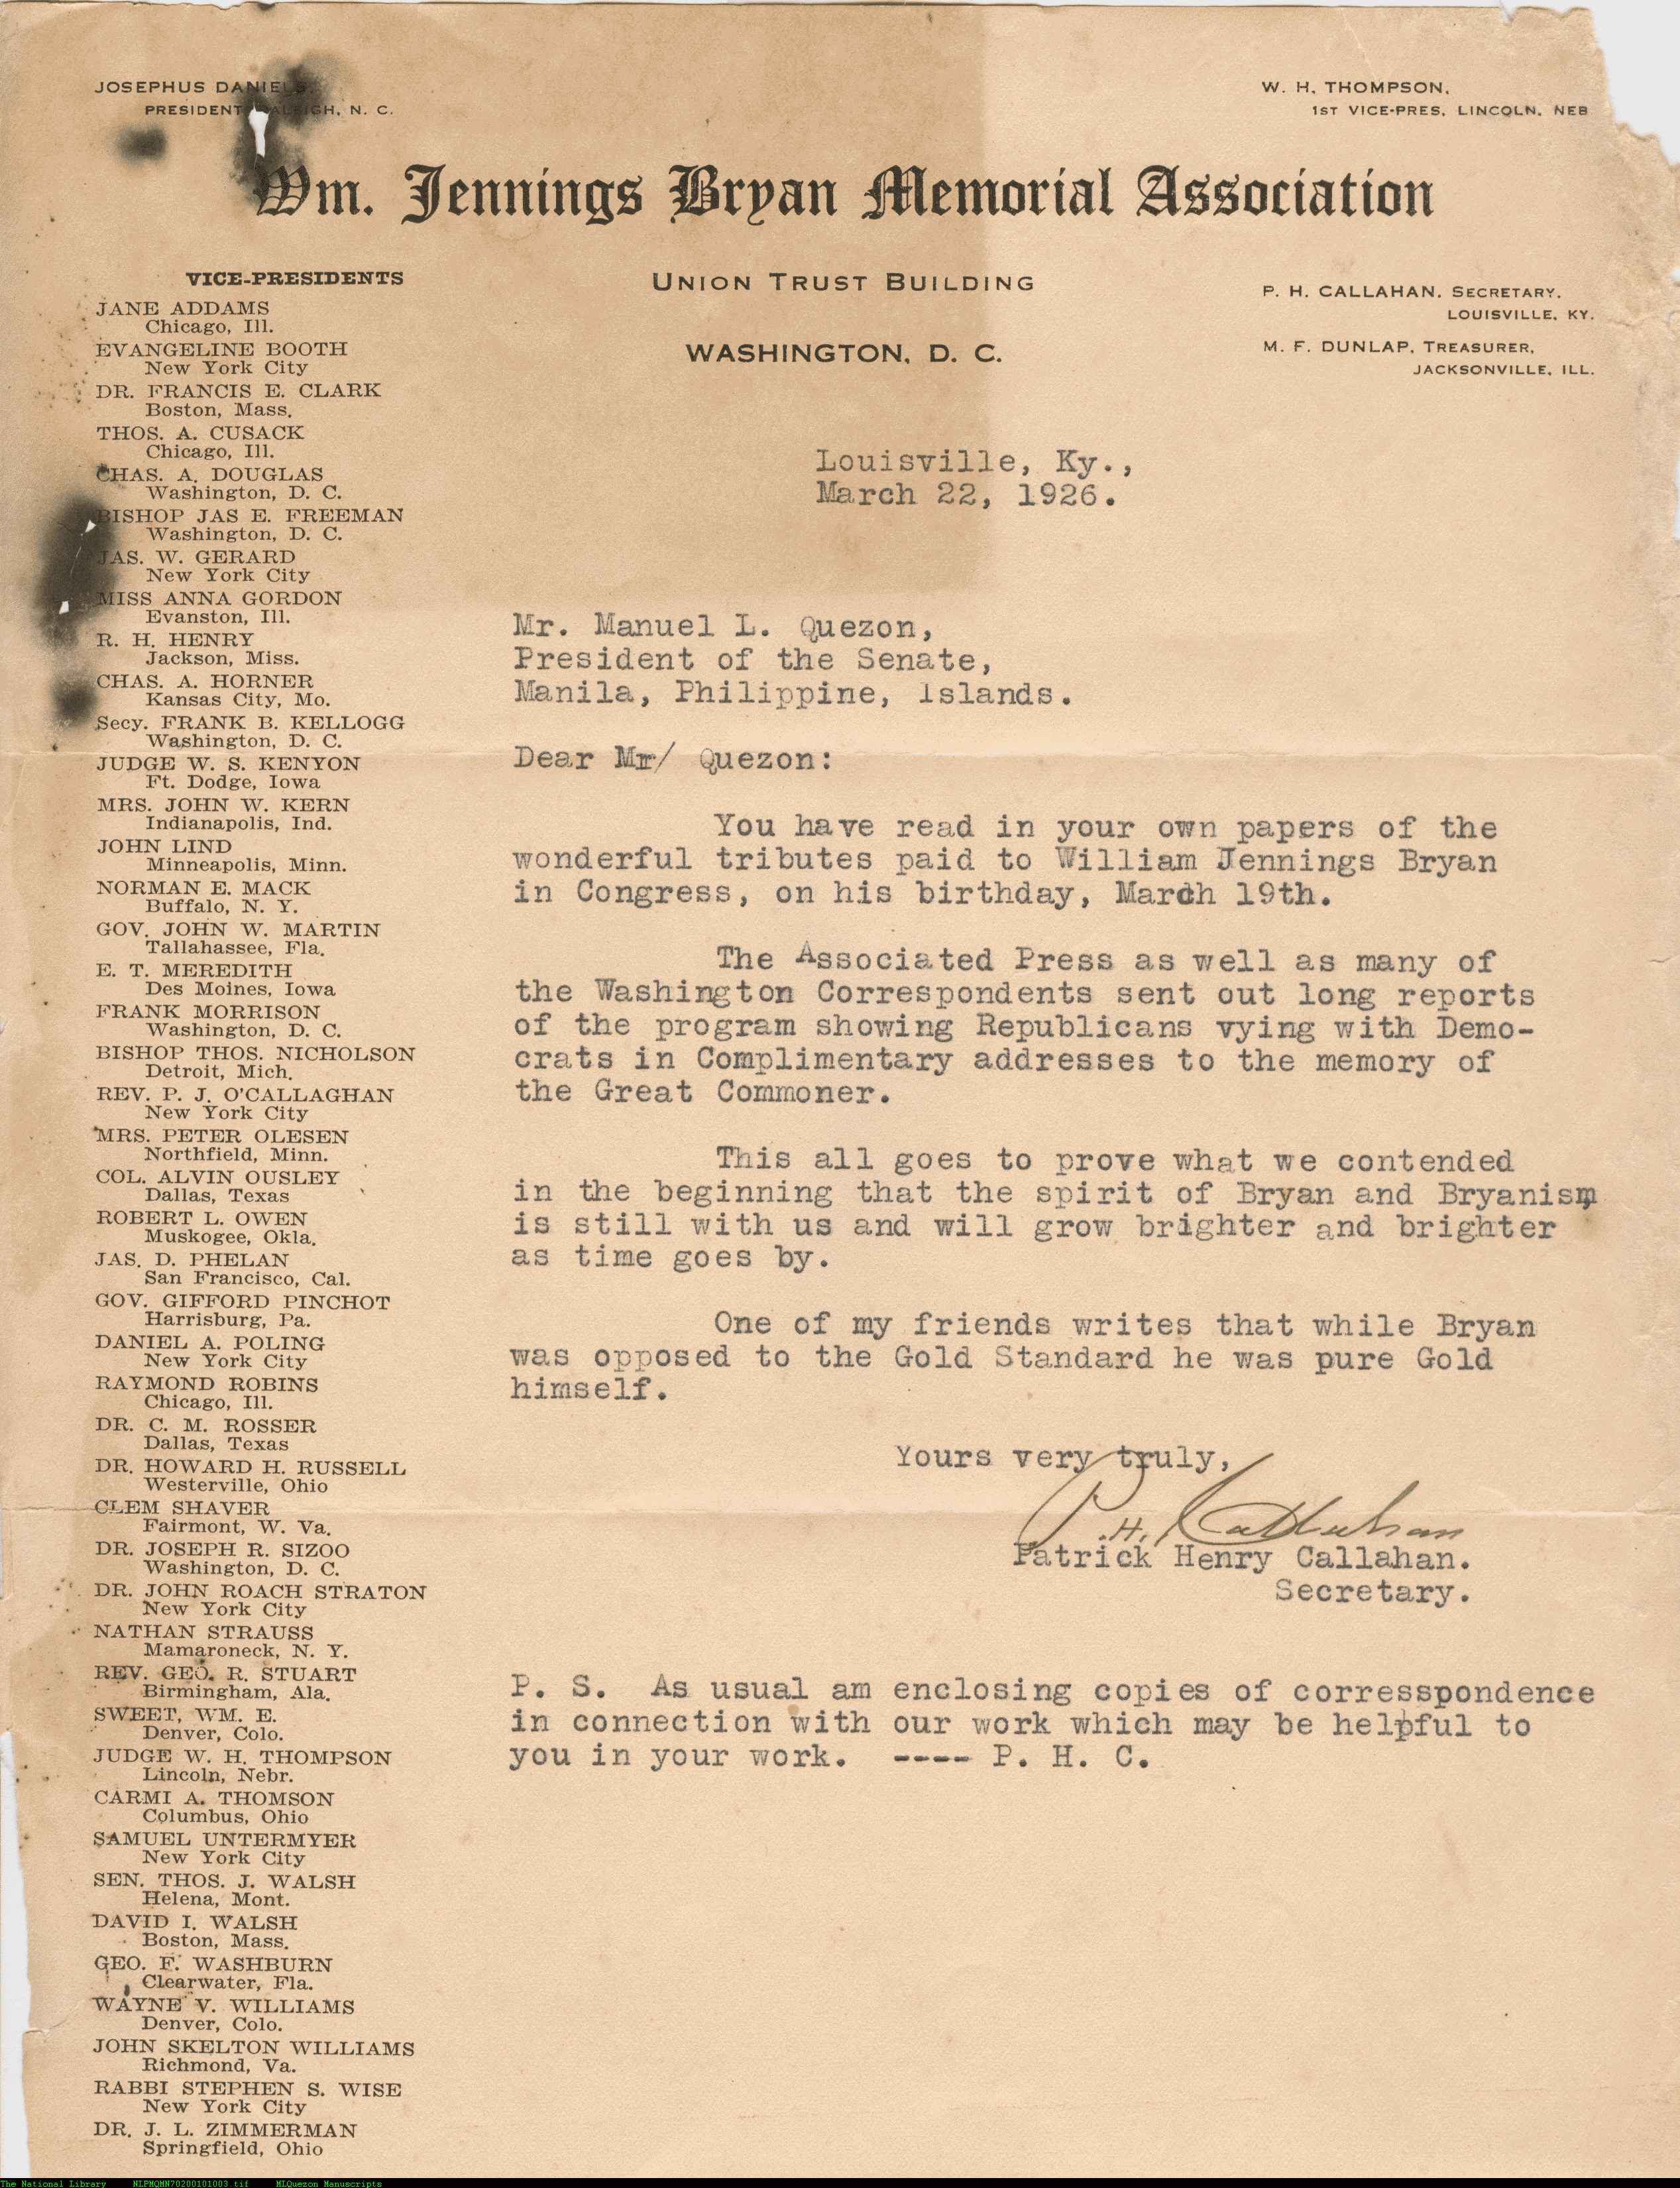 JOSEPHUS DANIELS,
PRESIDENT, RALEIGH, N. C.
W. H. THOMPSON,
1ST VICE-PRES, LINCOLN, NEB
Wm. Jennings Bryan Memorial Association
UNION TRUST BUILDING
WASHINGTON, D. C.
P. H. CALLAHAN, SECRETARY,
LOUISVILLE, KY.
M. F. DUNLAP, TREASURER,
JACKSONVILLE, ILL.
VICE-PRESIDENTS
JANE ADDAMS
Chicago, Ill.
EVANGELINE BOOTH
New York City
DR. FRANCIS E. CLARK
Boston, Mass.
THOS. A. CUSACK
Chicago, Ill.
CHAS. A. DOUGLAS
Washington, D. C.
BISHOP JAS E. FREEMAN
Washington, D. C.
JAS. W. GERARD
New York City
MISS ANNA GORDON
Evanston, Ill.
R. H. HENRY
Jackson, Miss.
CHAS. A. HORNER
Kansas City, Mo.
Secy. FRANK B. KELLOGG
Washington, D. C.
JUDGE W. S. KENYON
Ft. Dodge, Iowa
MRS. JOHN W. KERN
Indianapolis, Ind.
JOHN LIND
Minneapolis, Minn.
NORMAN E. MACK
Buffalo, N. Y.
GOV. JOHN W. MARTIN
Tallahassee, Fla.
E. T. MEREDITH
Des Moines, Iowa
FRANK MORRISON
Washington, D. C.
BISHOP THOS. NICHOLSON
Detroit, Mich.
REV. P. J. O'CALLAGHAN
New York City
MRS. PETER OLESEN
Northfield, Minn.
COL. ALVIN OUSLEY
Dallas, Texas
ROBERT L. OWEN
Muskogee, Okla.
JAS. D. PHELAN
San Francisco, Cal.
GOV. GIFFORD PINCHOT
Harrisburg, Pa.
DANIEL A. POLING
New York City
RAYMOND ROBINS
Chicago, Ill.
DR. C. M. ROSSER
Dallas, Texas
DR. HOWARD H. RUSSELL
Westerville, Ohio
CLEM SHAVER
Fairmont, W. Va.
DR. JOSEPH R. SIZOO
Washington, D. C.
DR. JOHN ROACH STRATON
New York City
NATHAN STRAUSS
Mamaroneck, N. Y.
REV. GEO. R. STUART
Birmingham, Ala.
SWEET, WM. E.
Denver, Colo.
JUDGE W. H. THOMPSON
Lincoln, Nebr.
CARMI A. THOMSON
Columbus, Ohio
SAMUEL UNTERMYER
New York City
SEN. THOS. J. WALSH
Helena, Mont.
DAVID I. WALSH
Boston, Mass.
GEO. F. WASHBURN
Clearwater, Fla.
WAYNE V. WILLIAMS
Denver, Colo.
JOHN SKELTON WILLIAMS
Richmond, Va.
RABBI STEPHEN S. WISE
New York City
DR. J. L. ZIMMERMAN
Springfield, Ohio
Louisville, Ky.,
March 22, 1926.
Mr. Manuel L. Quezon,
President of the Senate,
Manila, Philippine, Islands.
Dear Mr/ Quezon:
You have read in your own papers of the
wonderful tributes paid to William Jennings Bryan
in Congress, on his birthday, March 19th.
The Associated Press as well as many of
the Washington Correspondents sent out long reports
of the program showing Republicans vying with Demo-
crats in Complimentary addresses to the memory of
the Great Commoner.
This all goes to prove what we contended
in the beginning that the spirit of Bryan and Bryanism
is still with us and will grow brighter and brighter
as time goes by.
One of my friends writes that while Bryan
was opposed to the Gold Standard he was pure Gold
himself.
Yours very truly,
P. H. Callahan
Patrick Henry Callahan.
Secretary.
P. S. As usual am enclosing copies of corresspondence
in connection with our work which may be helpful to
you in your work. ---- P. H. C.
The National Library NLPMQMN70200101003.tif MLQuezon Manuscripts